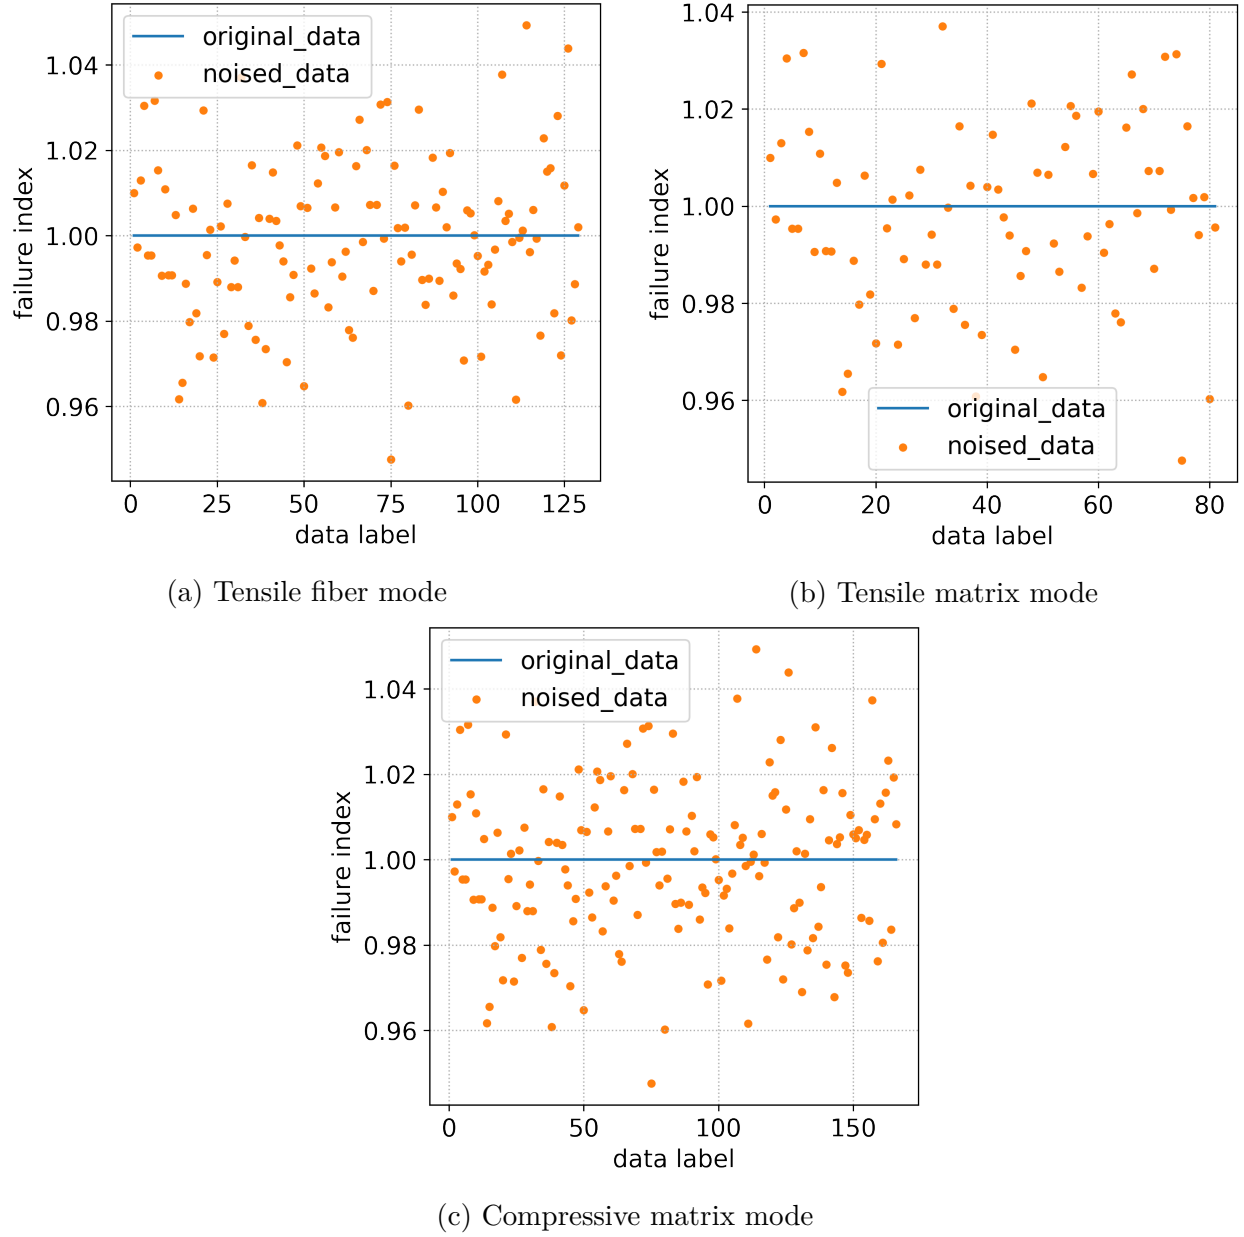 original_data
noised_data
1.04
1.02
1.00
0.98
0.96
failure index
0 25 50 75 100 125
data label
(a) Tensile fiber mode
1.04
1.02
1.00
0.98
0.96
failure index
original_data
noised_data
0 20 40 60 80
data label
(b) Tensile matrix mode
original_data
noised_data
1.04
1.02
1.00
0.98
0.96
failure index
0 50 100 150
data label
(c) Compressive matrix mode